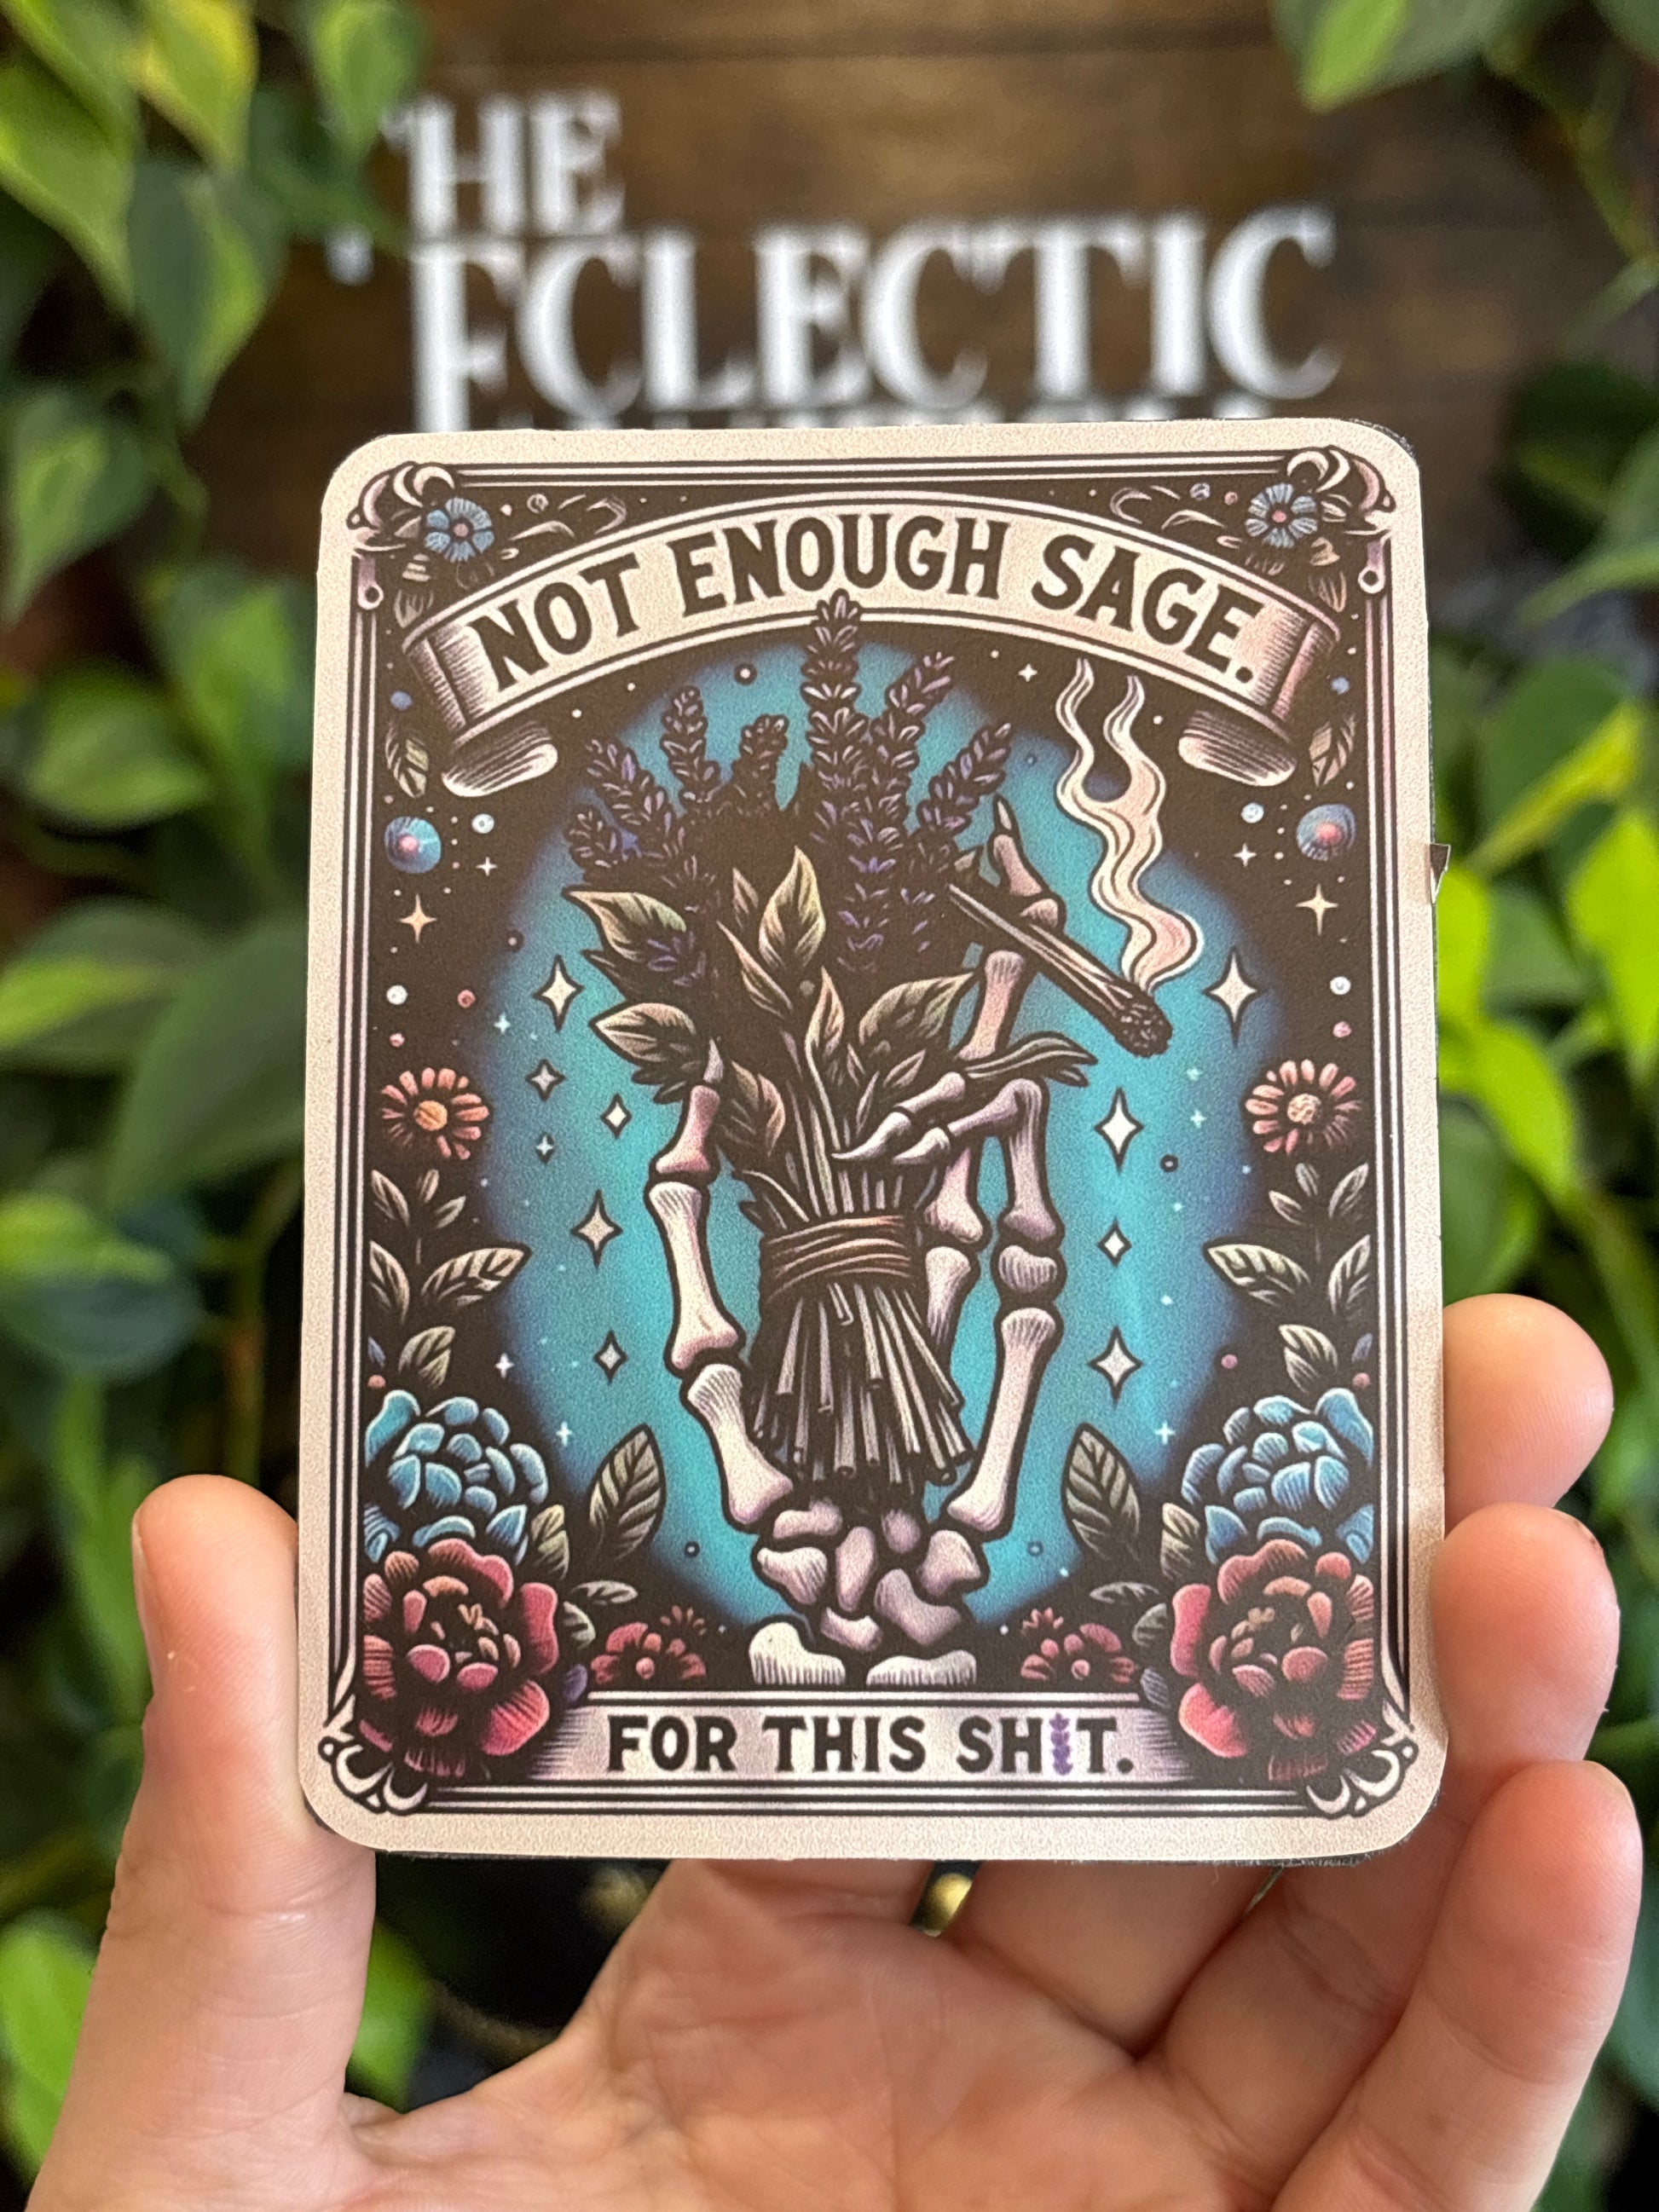 THE
ECLECTIC
NOT ENOUGH SAGE.
FOR THIS SHIT.